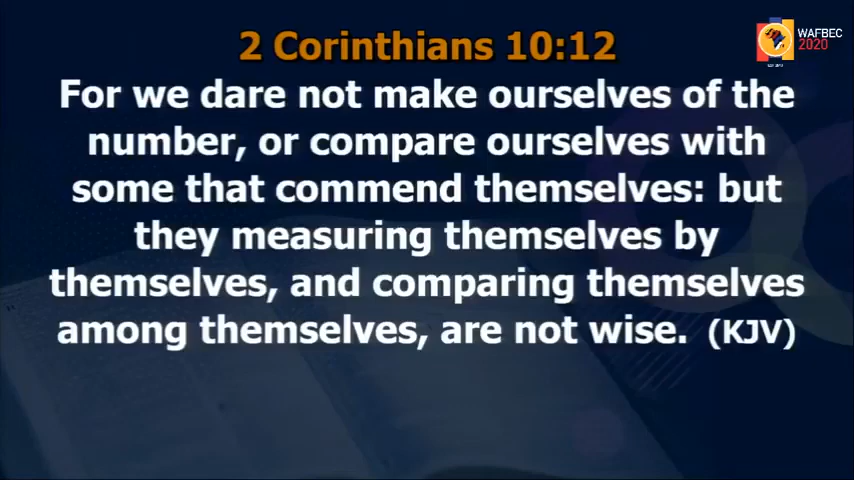 2 Corinthians 10:12
WAFBEC
2020
For we dare not make ourselves of the
number, or compare ourselves with
some that commend themselves: but
they measuring themselves by
themselves, and comparing themselves
among themselves, are not wise. (KJV)